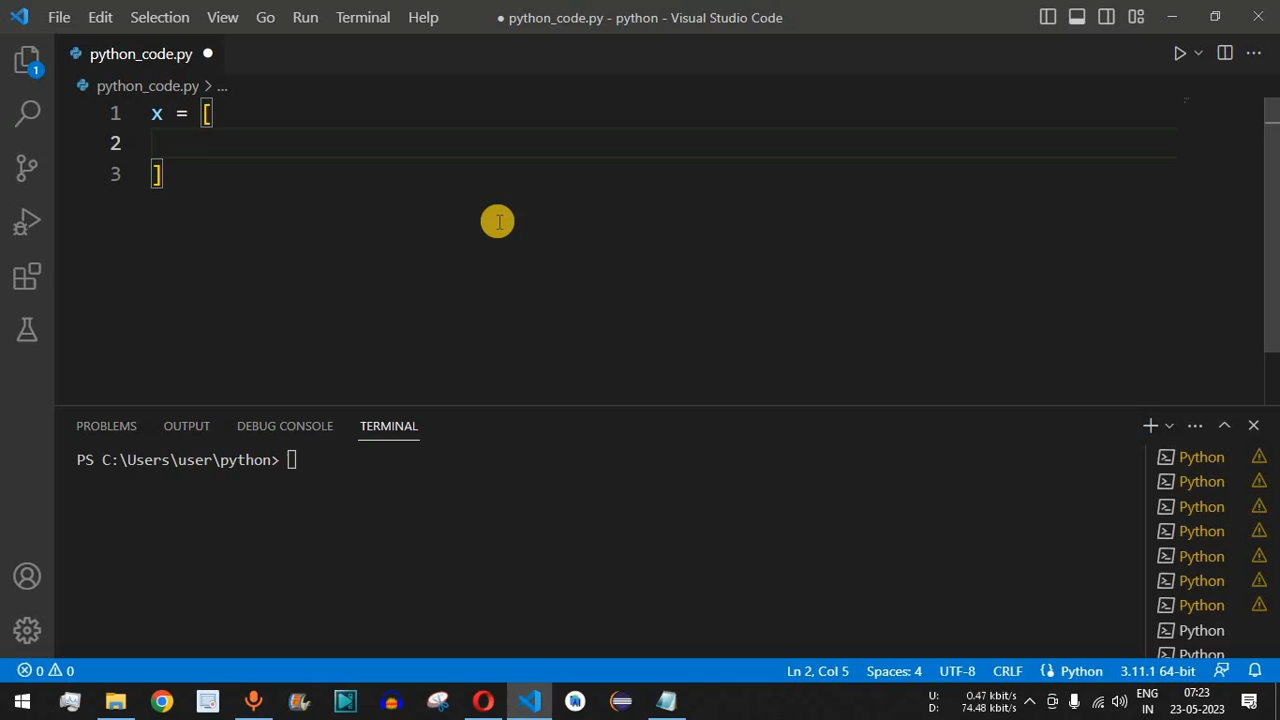 File Edit Selection View Go Run Terminal Help
● python_code.py - python - Visual Studio Code
python_code.py ●
1
python_code.py > ...
1 x = [
2
3 ]
PROBLEMS OUTPUT DEBUG CONSOLE TERMINAL
PS C:\Users\user\python>
Python
Python
Python
Python
Python
Python
Python
Python
Python
0 0
Ln 2, Col 5 Spaces: 4 UTF-8 CRLF Python 3.11.1 64-bit
U: 0.47 kbit/s
D: 74.48 kbit/s
ENG
IN
07:23
23-05-2023